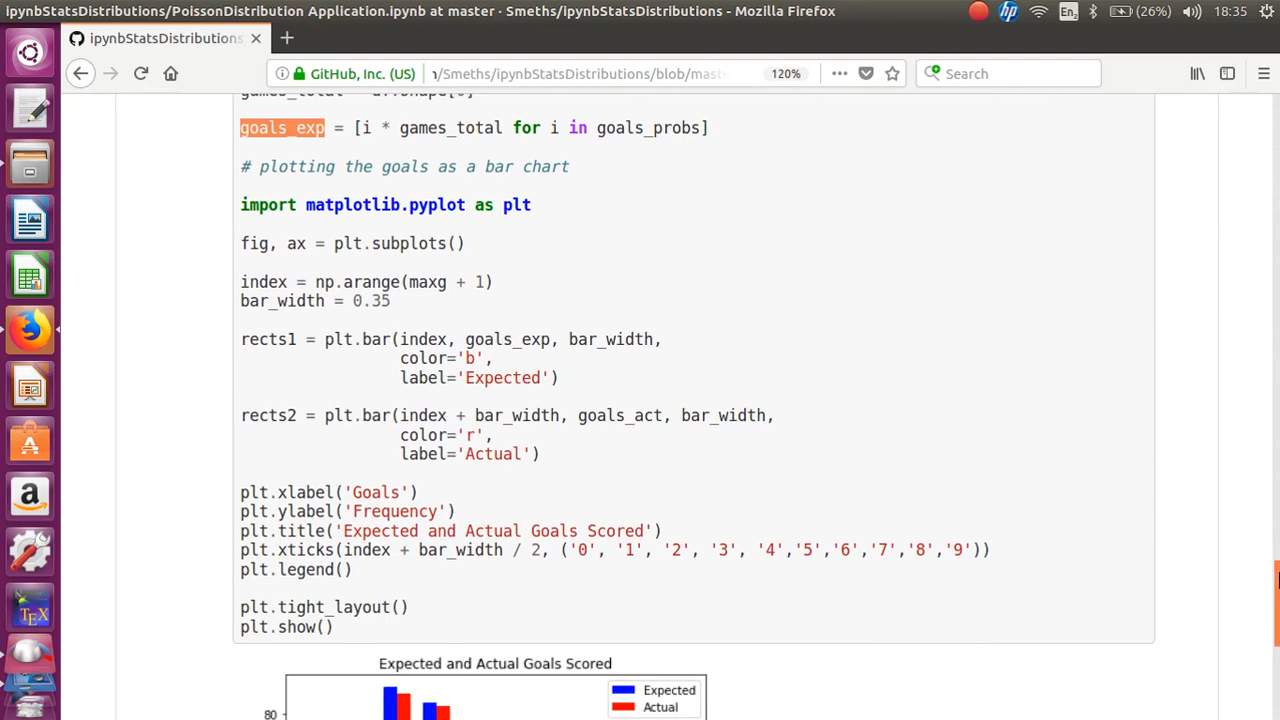 ipynbStatsDistributions/PoissonDistribution Application.ipynb at master · Smeths/ipynbStatsDistributions - Mozilla Firefox
hp
En2
(26%)
18:35
ipynbStatsDistributions
GitHub, Inc. (US)
/Smeths/ipynbStatsDistributions/blob/mast
120%
Search
goals_exp = [i * games_total for i in goals_probs]
# plotting the goals as a bar chart
import matplotlib.pyplot as plt
fig, ax = plt.subplots()
index = np.arange(maxg + 1)
bar_width = 0.35
rects1 = plt.bar(index, goals_exp, bar_width,
color='b',
label='Expected')
rects2 = plt.bar(index + bar_width, goals_act, bar_width,
color='r',
label='Actual')
plt.xlabel('Goals')
plt.ylabel('Frequency')
plt.title('Expected and Actual Goals Scored')
plt.xticks(index + bar_width / 2, ('0', '1', '2', '3', '4','5','6','7','8','9'))
plt.legend()
plt.tight_layout()
plt.show()
Expected and Actual Goals Scored
Expected
Actual
80
TEX